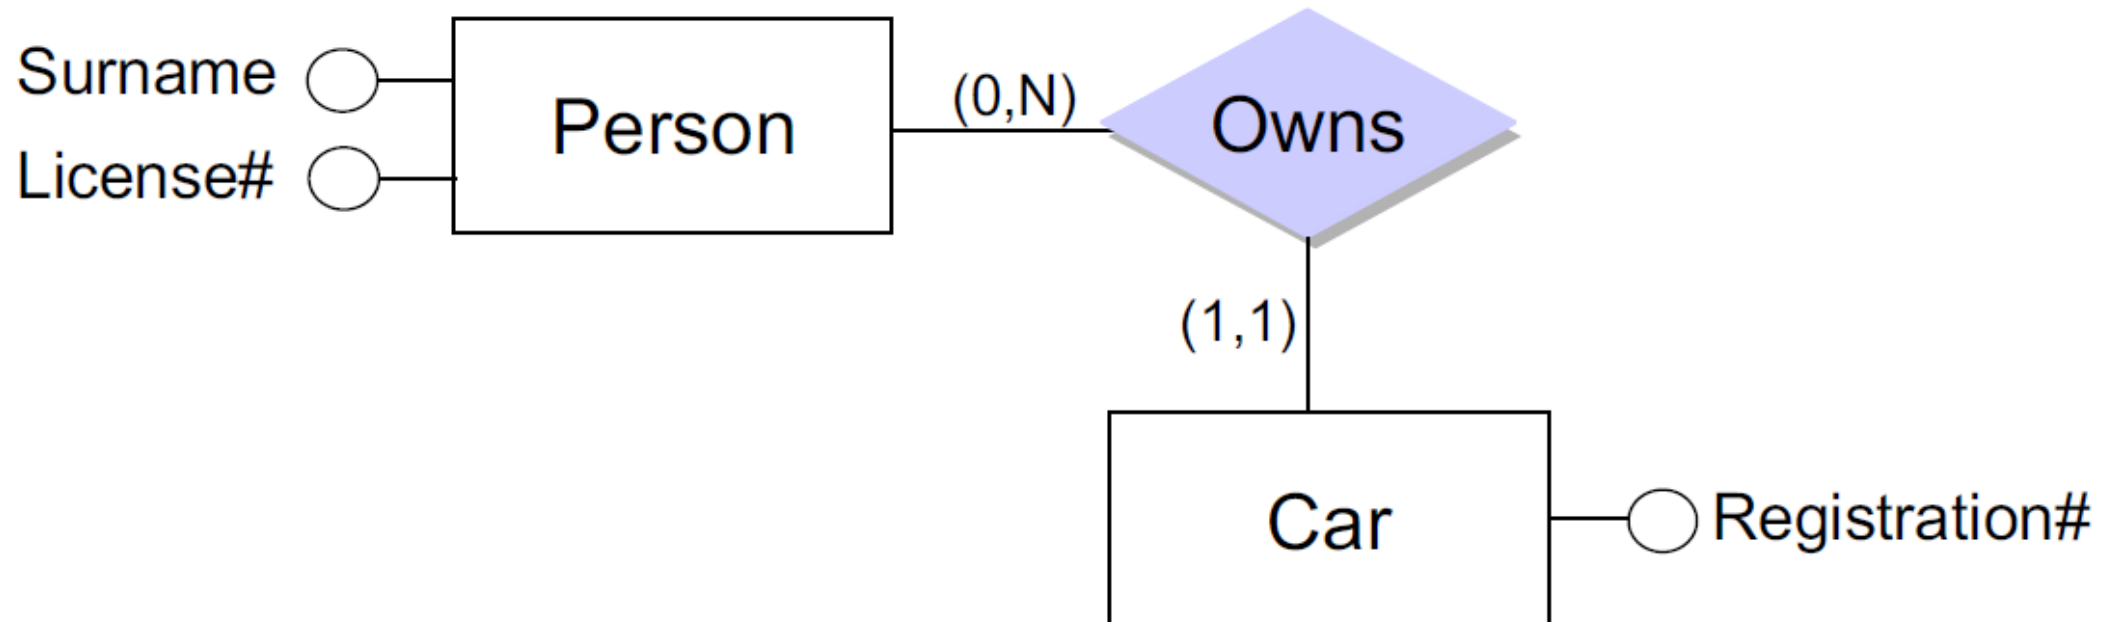 Surname
License#
Person
(0,N)
Owns
(1,1)
Car
Registration#